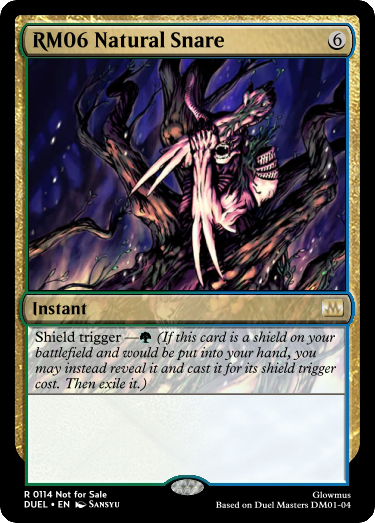 RM06 Natural Snare
6
Instant
Shield trigger — (If this card is a shield on your
battlefield and would be put into your hand, you
may instead reveal it and cast it for its shield trigger
cost. Then exile it.)
R 0114 Not for Sale
DUEL • EN Sansyu
Glowmus
Based on Duel Masters DM01-04